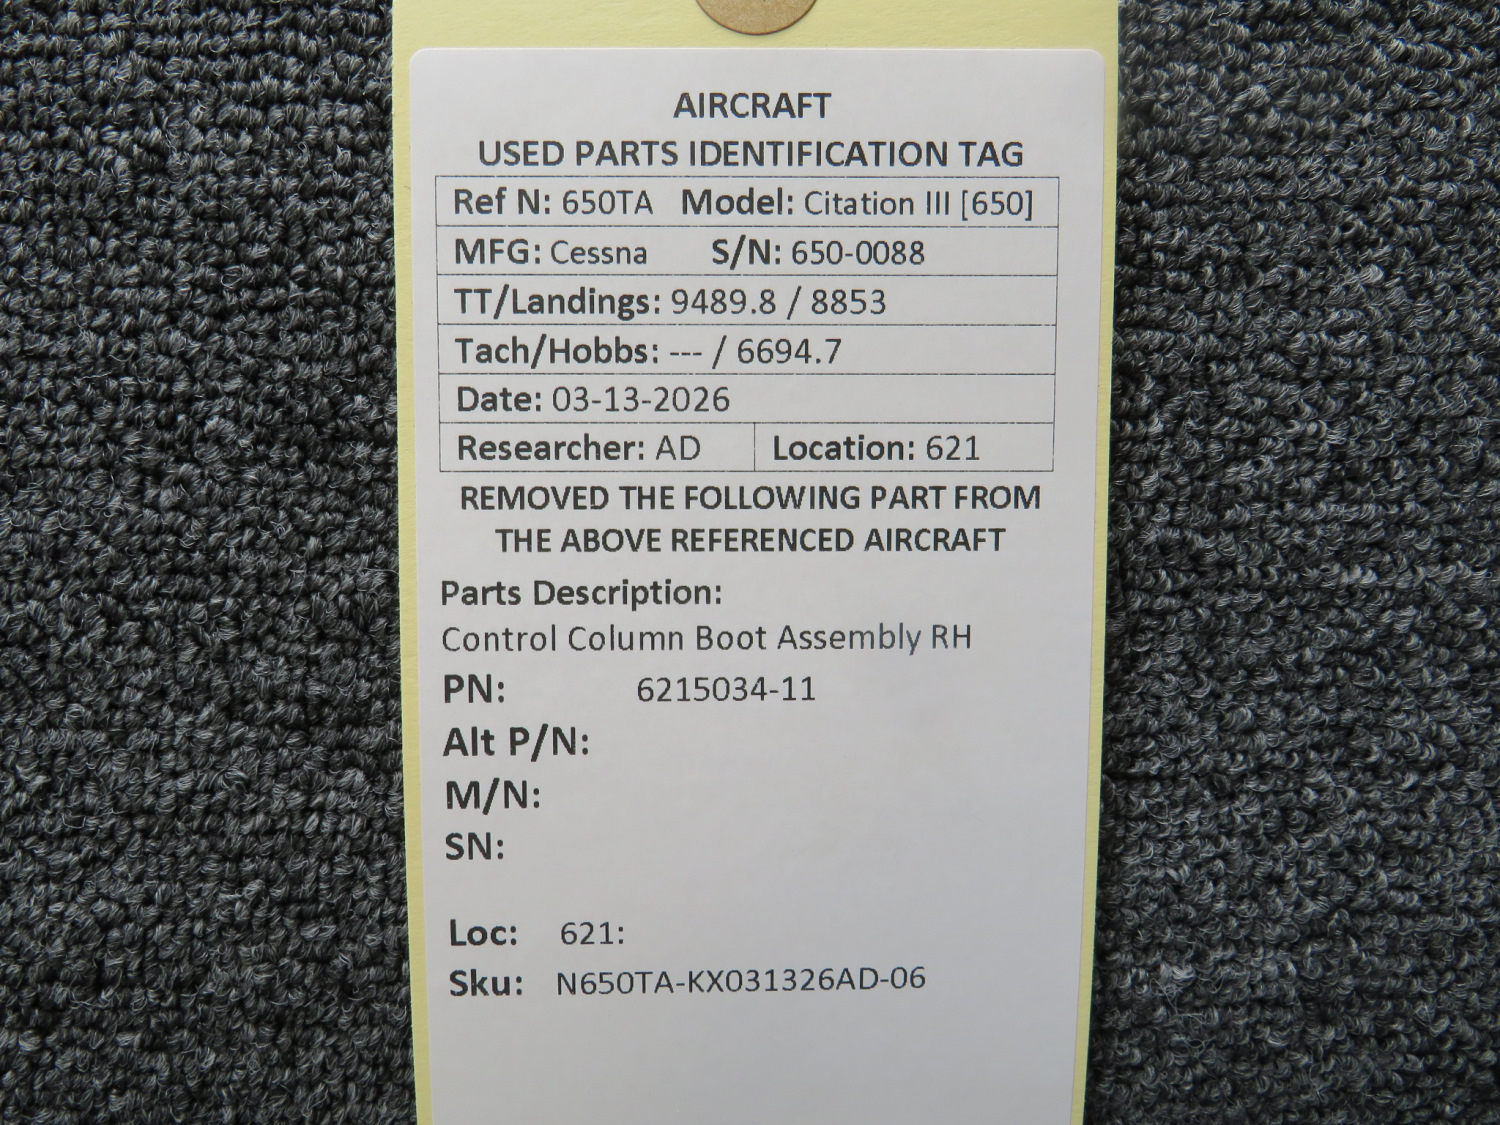 AIRCRAFT
USED PARTS IDENTIFICATION TAG
Ref N: 650TA Model: Citation III [650]
MFG: Cessna S/N: 650-0088
TT/Landings: 9489.8 / 8853
Tach/Hobbs: --- / 6694.7
Date: 03-13-2026
Researcher: AD Location: 621
REMOVED THE FOLLOWING PART FROM
THE ABOVE REFERENCED AIRCRAFT
Parts Description:
Control Column Boot Assembly RH
PN: 6215034-11
Alt P/N:
M/N:
SN:
Loc: 621:
Sku: N650TA-KX031326AD-06